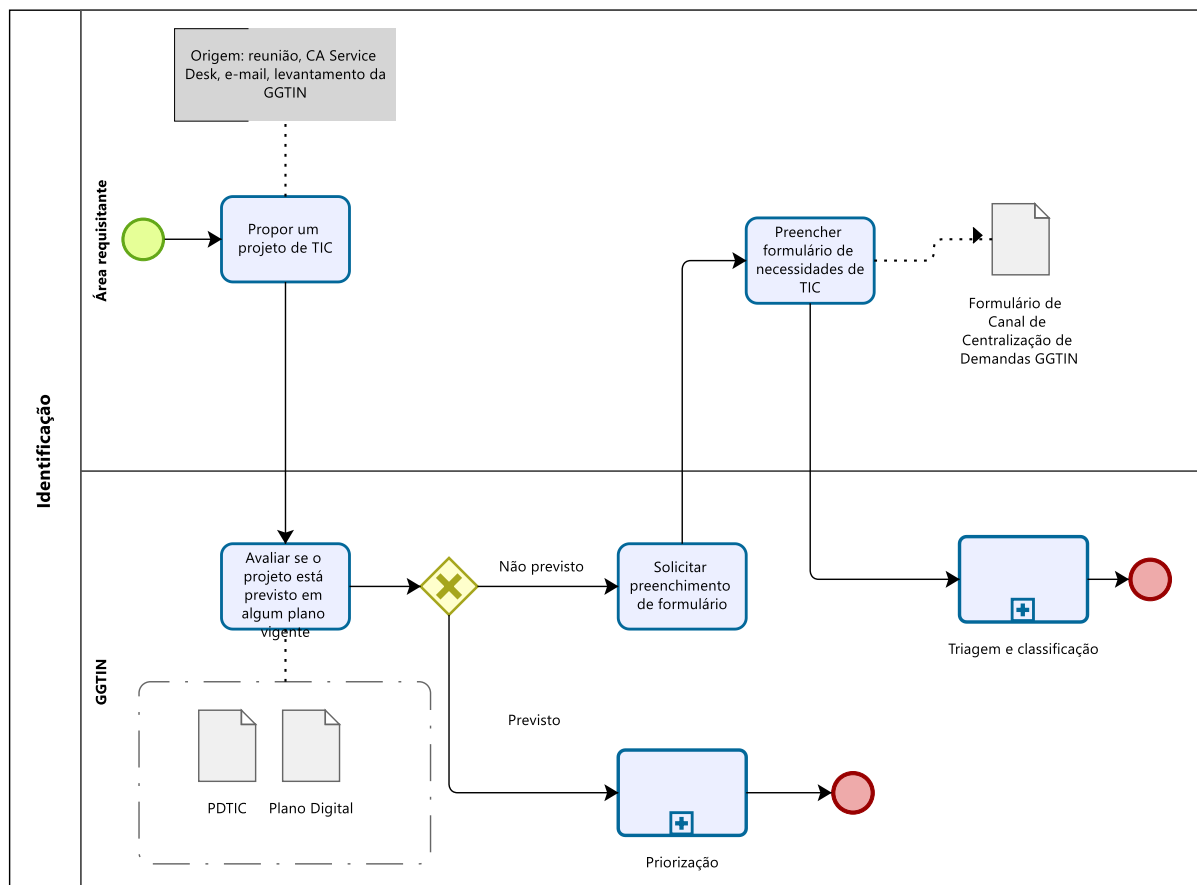 Identificação
Área requisitante
Origem: reunião, CA Service
Desk, e-mail, levantamento da
GGTIN
Propor um
projeto de TIC
Preencher
formulário de
necessidades de
TIC
Formulário de
Canal de
Centralização de
Demandas GGTIN
GGTIN
Avaliar se o
projeto está
previsto em
algum plano
vigente
Não previsto
Solicitar
preenchimento
de formulário
Triagem e classificação
Previsto
PDTIC
Plano Digital
Priorização